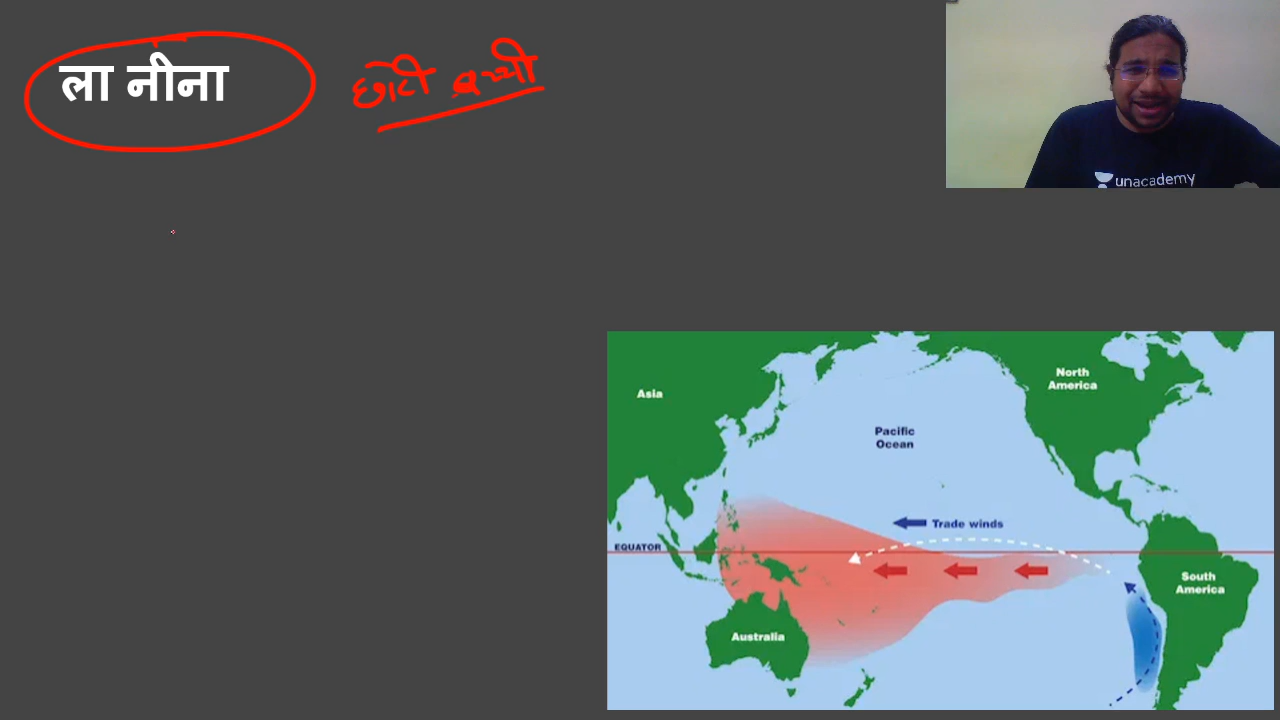 ला नीना
छोटी बच्ची
unacademy
Asia
North
America
Pacific
Ocean
Trade winds
EQUATOR
South
America
Australia